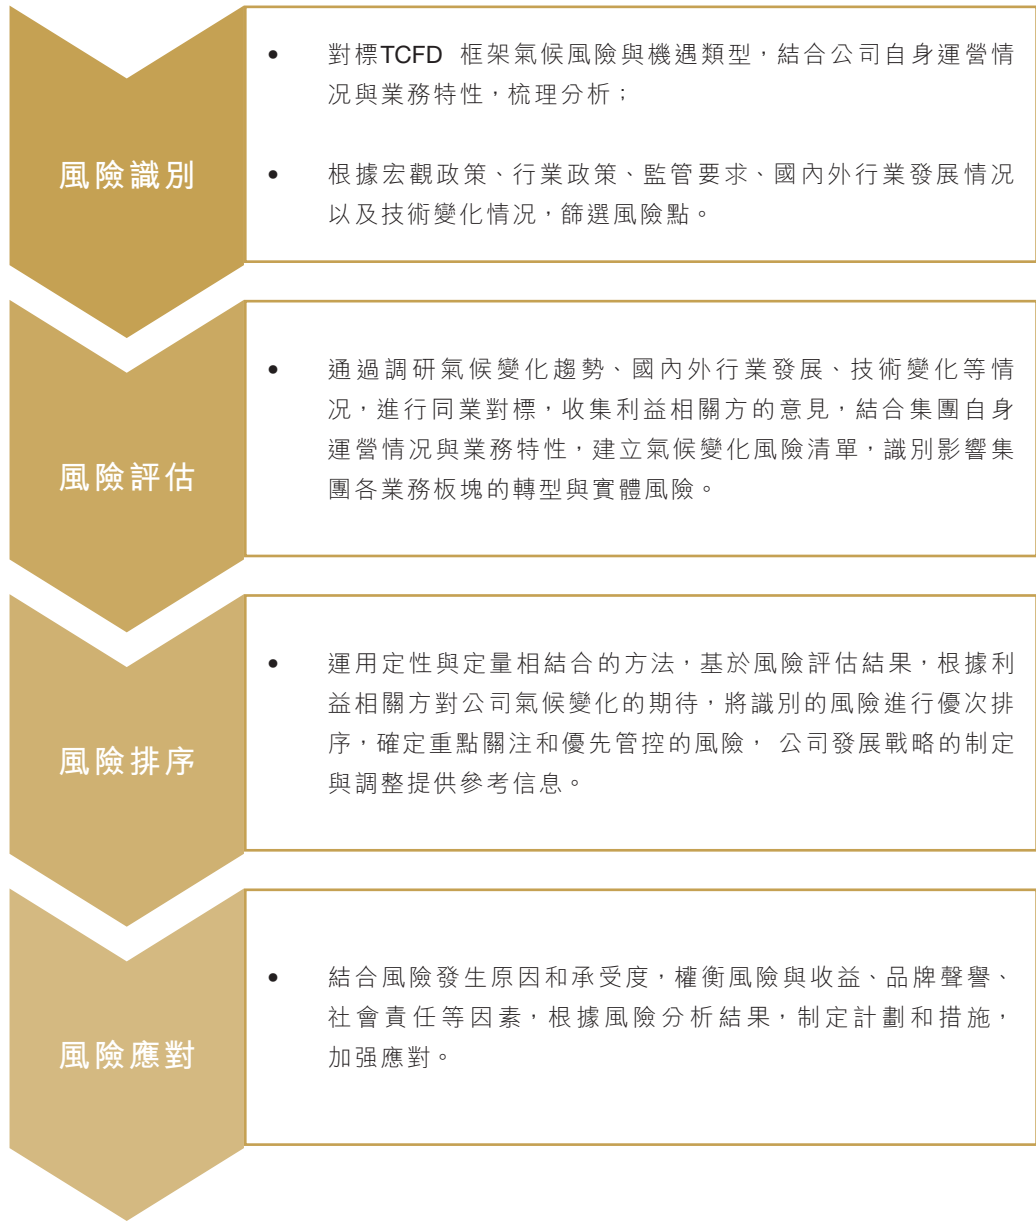 風險識別
• 對標TCFD 框架氣候風險與機遇類型，結合公司自身運營情
况與業務特性，梳理分析；
• 根據宏觀政策、行業政策、監管要求、國內外行業發展情况
以及技術變化情况，篩選風險點。
風險評估
• 通過調研氣候變化趨勢、國內外行業發展、技術變化等情
况，進行同業對標，收集利益相關方的意見，結合集團自身
運營情况與業務特性，建立氣候變化風險清單，識別影響集
團各業務板塊的轉型與實體風險。
風險排序
• 運用定性與定量相結合的方法，基於風險評估結果，根據利
益相關方對公司氣候變化的期待，將識別的風險進行優次排
序，確定重點關注和優先管控的風險， 公司發展戰略的制定
與調整提供參考信息。
風險應對
• 結合風險發生原因和承受度，權衡風險與收益、品牌聲譽、
社會責任等因素，根據風險分析結果，制定計劃和措施，
加强應對。